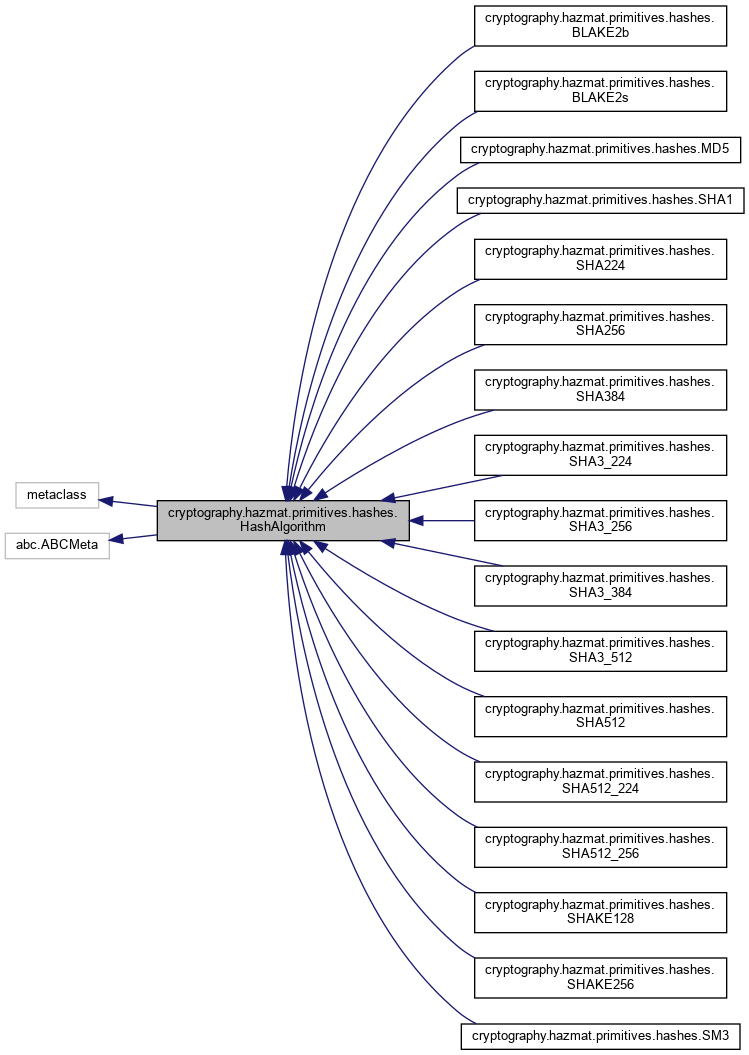 cryptography.hazmat.primitives.hashes.
BLAKE2b
cryptography.hazmat.primitives.hashes.
BLAKE2s
cryptography.hazmat.primitives.hashes.MD5
cryptography.hazmat.primitives.hashes.SHA1
cryptography.hazmat.primitives.hashes.
SHA224
cryptography.hazmat.primitives.hashes.
SHA256
cryptography.hazmat.primitives.hashes.
SHA384
cryptography.hazmat.primitives.hashes.
SHA3_224
metaclass
cryptography.hazmat.primitives.hashes.
HashAlgorithm
abc.ABCMeta
cryptography.hazmat.primitives.hashes.
SHA3_256
cryptography.hazmat.primitives.hashes.
SHA3_384
cryptography.hazmat.primitives.hashes.
SHA3_512
cryptography.hazmat.primitives.hashes.
SHA512
cryptography.hazmat.primitives.hashes.
SHA512_224
cryptography.hazmat.primitives.hashes.
SHA512_256
cryptography.hazmat.primitives.hashes.
SHAKE128
cryptography.hazmat.primitives.hashes.
SHAKE256
cryptography.hazmat.primitives.hashes.SM3